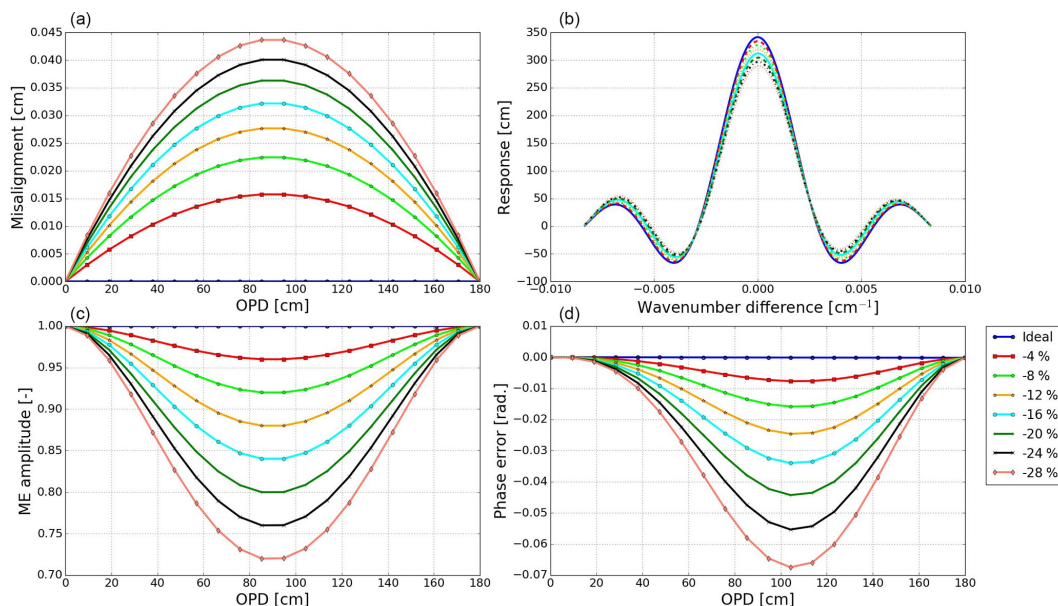 (a)
Misalignment [cm]
0.045
0.040
0.035
0.030
0.025
0.020
0.015
0.010
0.005
0.000
0 20 40 60 80 100 120 140 160 180
OPD [cm]
(b)
Response [cm]
350
300
250
200
150
100
50
0
−50
−100
−0.010 −0.005 0.000 0.005 0.010
Wavenumber difference [cm⁻¹]
(c)
ME amplitude [-]
1.00
0.95
0.90
0.85
0.80
0.75
0.70
0 20 40 60 80 100 120 140 160 180
OPD [cm]
(d)
Phase error [rad.]
0.01
0.00
−0.01
−0.02
−0.03
−0.04
−0.05
−0.06
−0.07
0 20 40 60 80 100 120 140 160 180
OPD [cm]
Ideal
-4 %
-8 %
-12 %
-16 %
-20 %
-24 %
-28 %